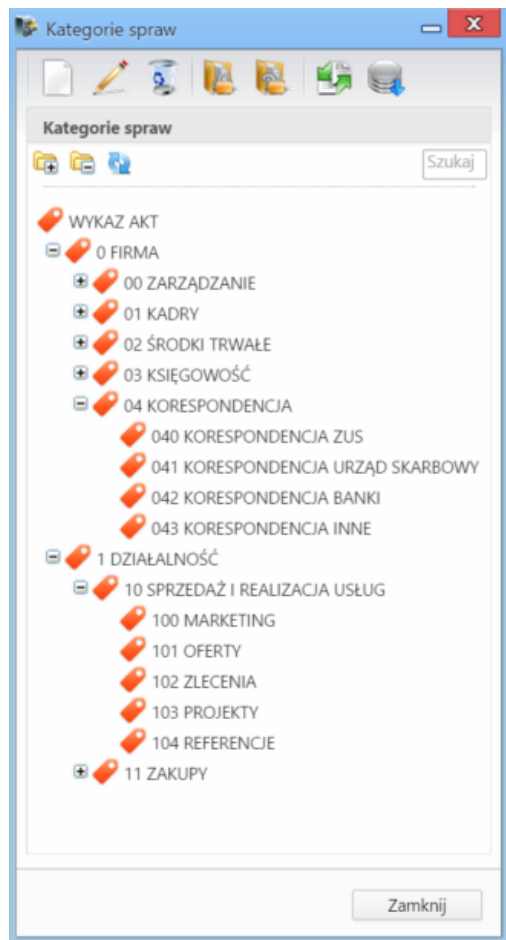 Kategorie spraw
Kategorie spraw
Szukaj
WYKAZ AKT
0 FIRMA
00 ZARZĄDZANIE
01 KADRY
02 ŚRODKI TRWAŁE
03 KSIĘGOWOŚĆ
04 KORESPONDENCJA
040 KORESPONDENCJA ZUS
041 KORESPONDENCJA URZĄD SKARBOWY
042 KORESPONDENCJA BANKI
043 KORESPONDENCJA INNE
1 DZIAŁALNOŚĆ
10 SPRZEDAŻ I REALIZACJA USŁUG
100 MARKETING
101 OFERTY
102 ZLECENIA
103 PROJEKTY
104 REFERENCJE
11 ZAKUPY
Zamknij